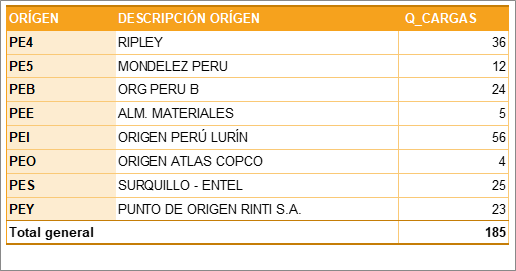 ORÍGEN DESCRIPCIÓN ORÍGEN Q_CARGAS
PE4 RIPLEY 36
PE5 MONDELEZ PERU 12
PEB ORG PERU B 24
PEE ALM. MATERIALES 5
PEI ORIGEN PERÚ LURÍN 56
PEO ORIGEN ATLAS COPCO 4
PES SURQUILLO - ENTEL 25
PEY PUNTO DE ORIGEN RINTI S.A. 23
Total general 185